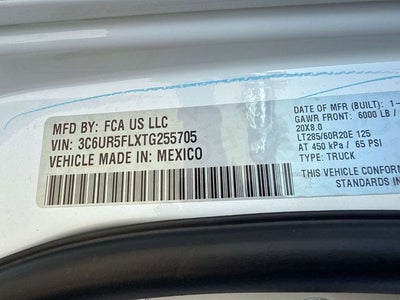 MFD BY: FCA US LLC
VIN: 3C6UR5FLXTG255705
VEHICLE MADE IN: MEXICO
DATE OF MFR (BUILT): 1-
GAWR FRONT: 6000 LB /
20X8.0
LT285/60R20E 125
AT 450 kPa / 65 PSI
TYPE: TRUCK
THIS VEHICLE CONFORM
STANDARDS IN